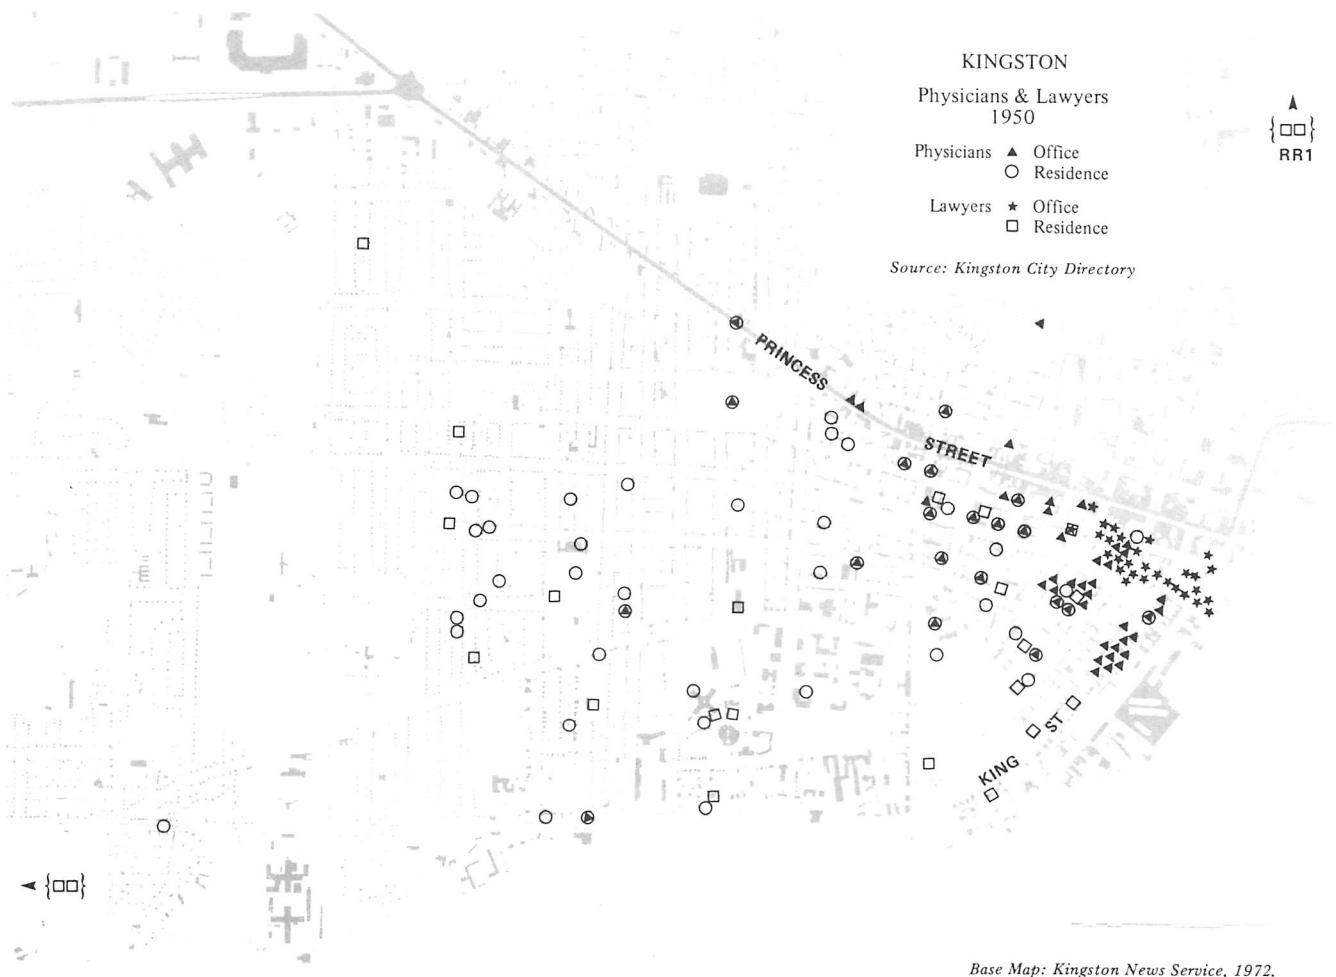 KINGSTON
Physicians & Lawyers
1950
Physicians ▲ Office
○ Residence
Lawyers ★ Office
□ Residence
Source: Kingston City Directory
{□□}
RR1
PRINCESS
STREET
KING
ST
{□□}
Base Map: Kingston News Service, 1972.